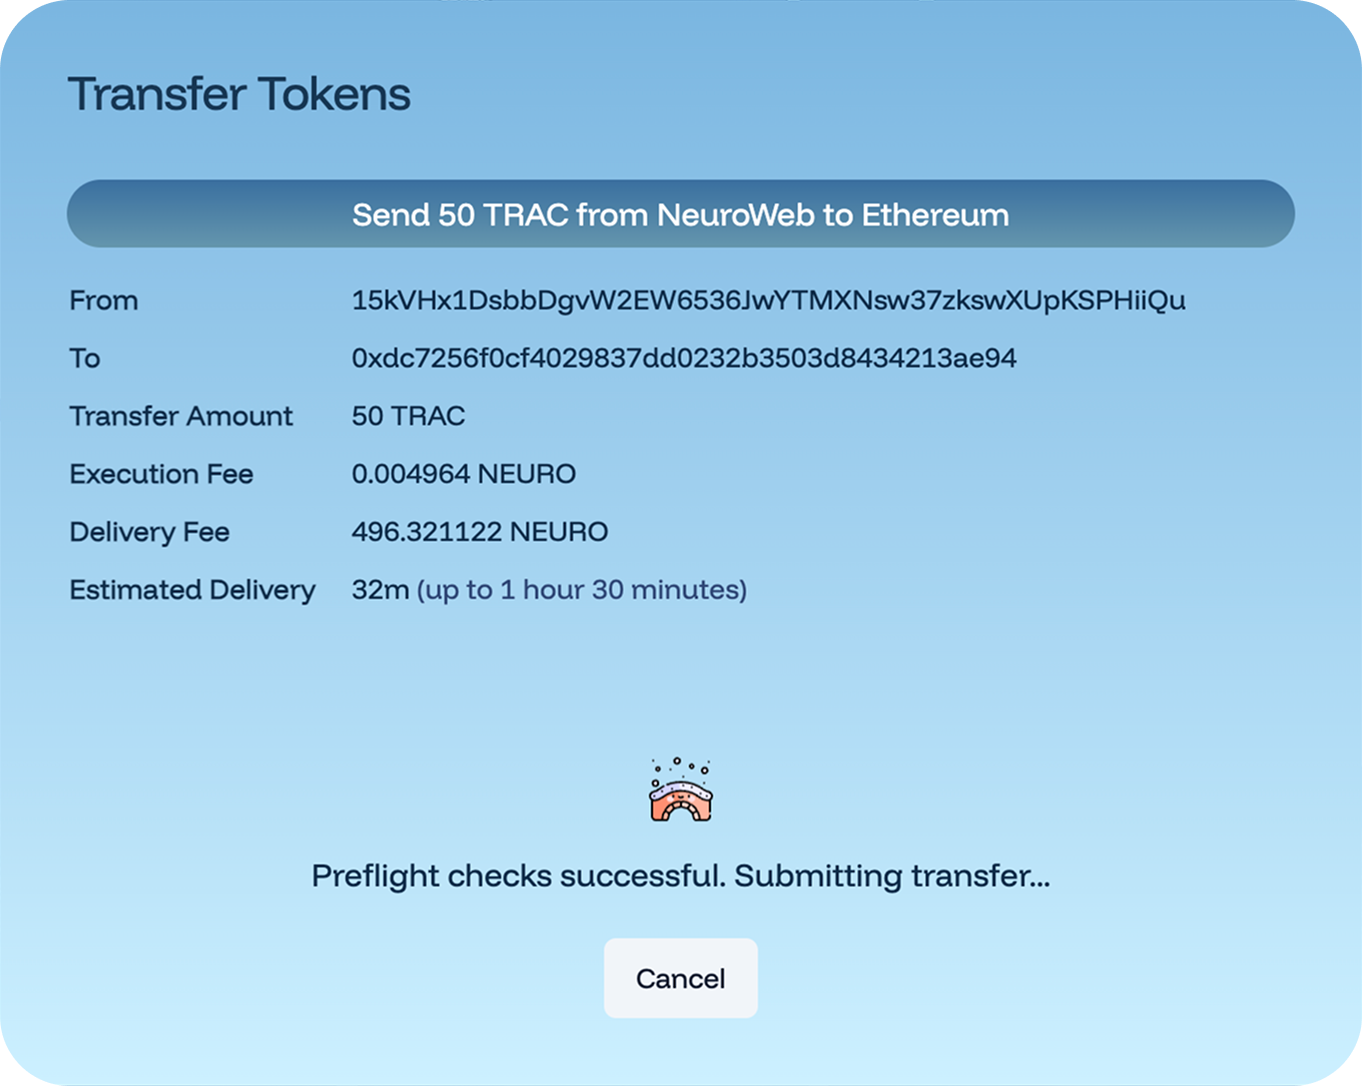 Transfer Tokens
Send 50 TRAC from NeuroWeb to Ethereum
From 15kVHx1DsbbDgvW2EW6536JwYTMXNsw37zkswXUpKSPHiiQu
To 0xdc7256f0cf4029837dd0232b3503d8434213ae94
Transfer Amount 50 TRAC
Execution Fee 0.004964 NEURO
Delivery Fee 496.321122 NEURO
Estimated Delivery 32m (up to 1 hour 30 minutes)
Preflight checks successful. Submitting transfer...
Cancel